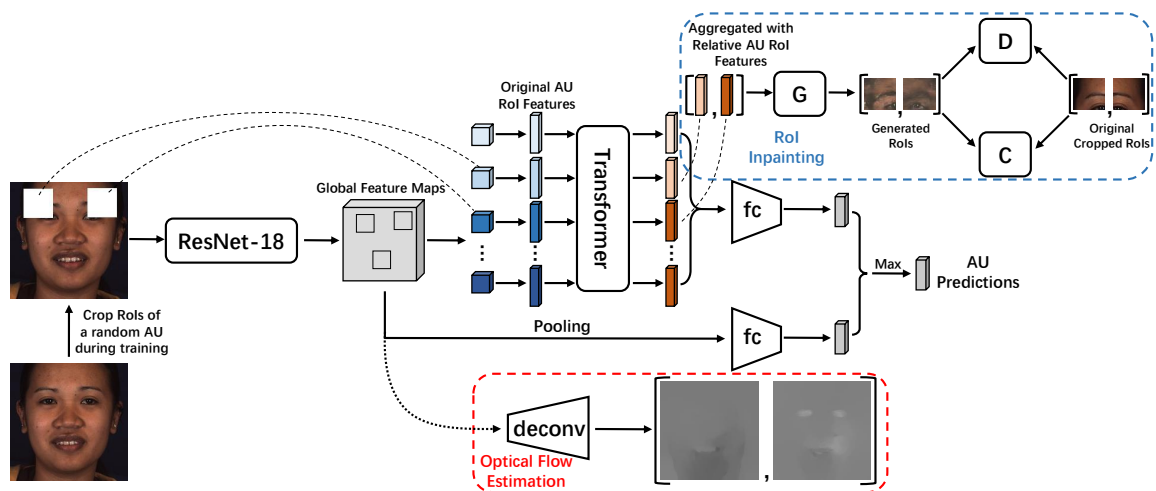 Crop RoIs of
a random AU
during training
ResNet-18
Global Feature Maps
Original AU
RoI Features
Transformer
Aggregated with
Relative AU RoI
Features
,
G
RoI
Inpainting
,
Generated
RoIs
D
C
,
Original
Cropped RoIs
fc
Pooling
fc
Max
AU
Predictions
deconv
Optical Flow
Estimation
,